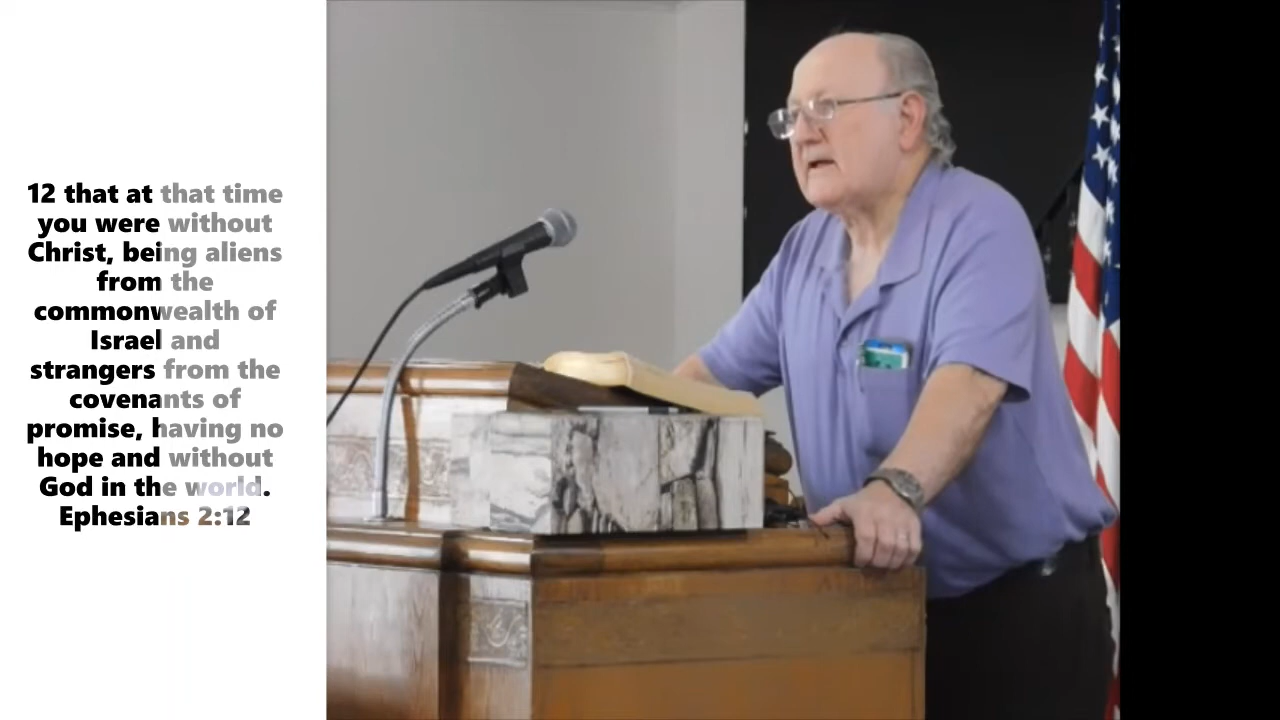 12 that at that time
you were without
Christ, being aliens
from the
commonwealth of
Israel and
strangers from the
covenants of
promise, having no
hope and without
God in the world.
Ephesians 2:12